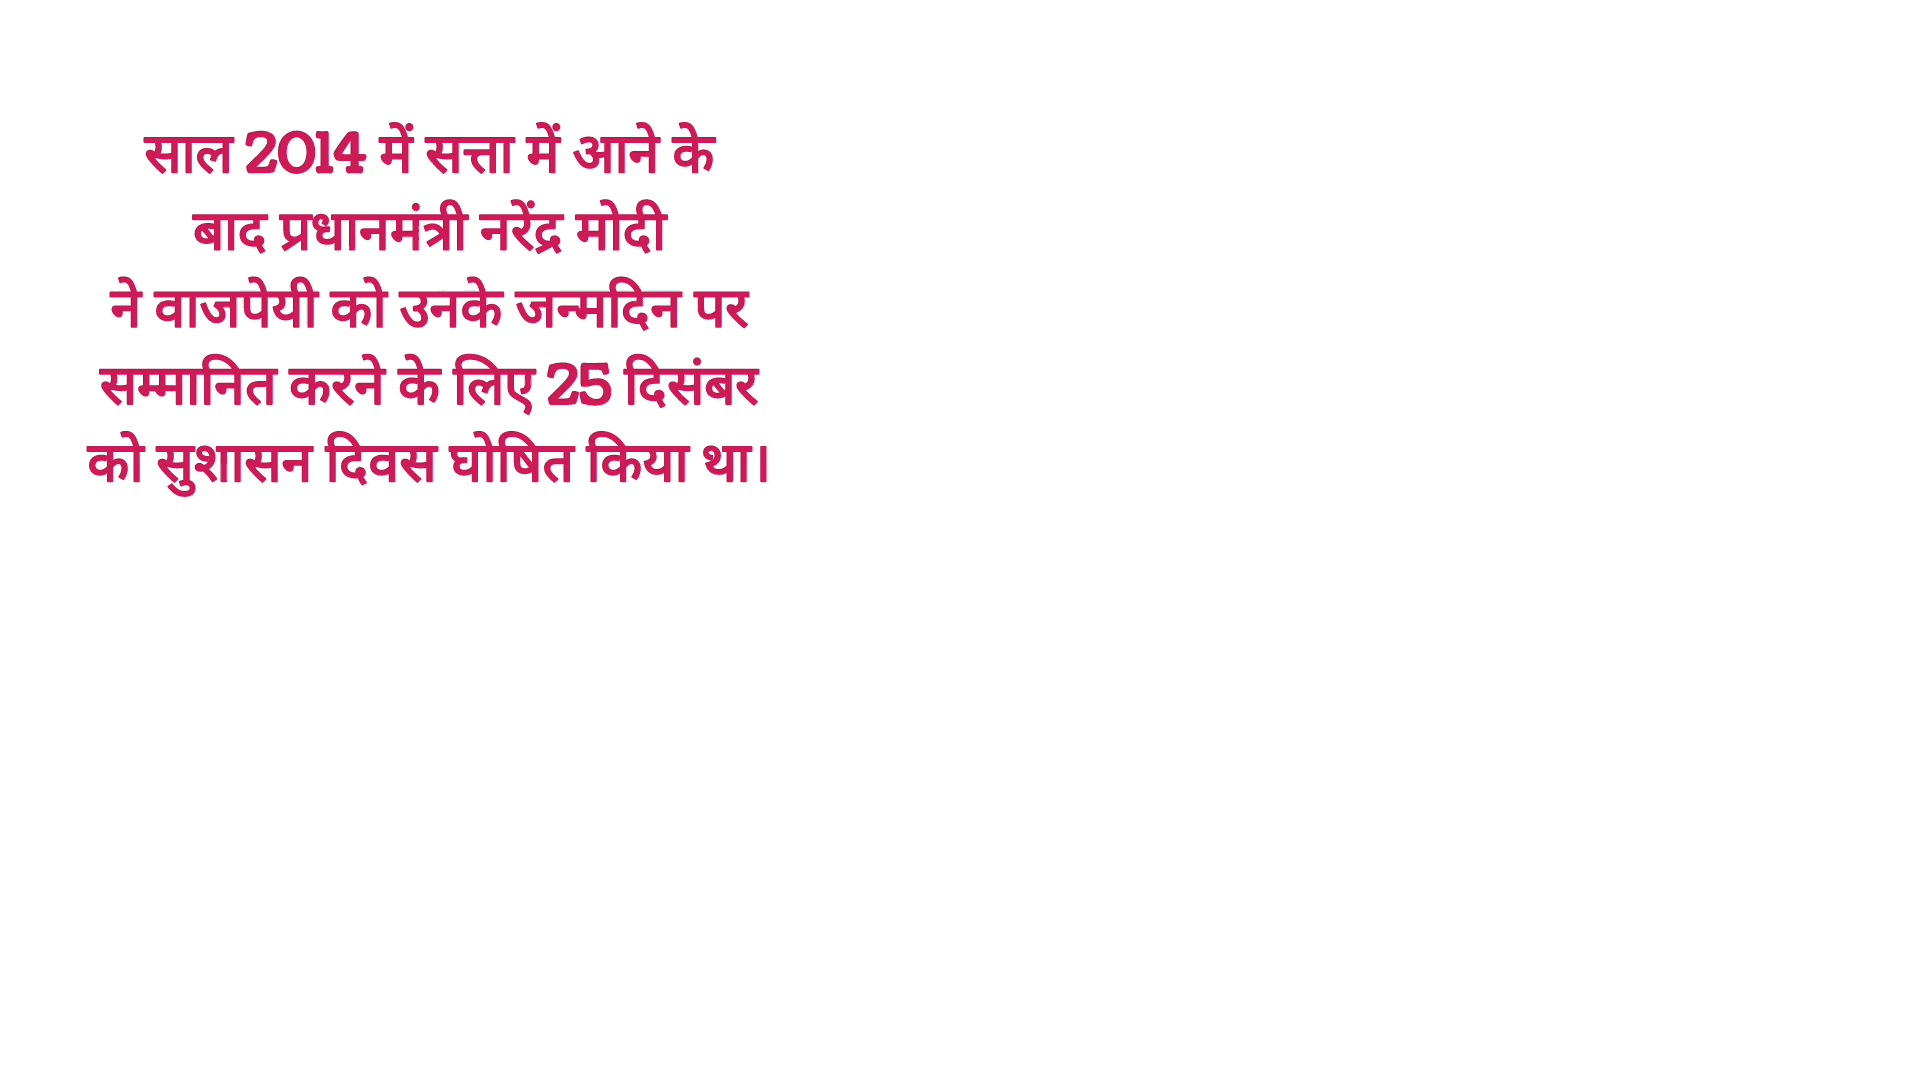 साल 2014 में सत्ता में आने के
बाद प्रधानमंत्री नरेंद्र मोदी
ने वाजपेयी को उनके जन्मदिन पर
सम्मानित करने के लिए 25 दिसंबर
को सुशासन दिवस घोषित किया था।